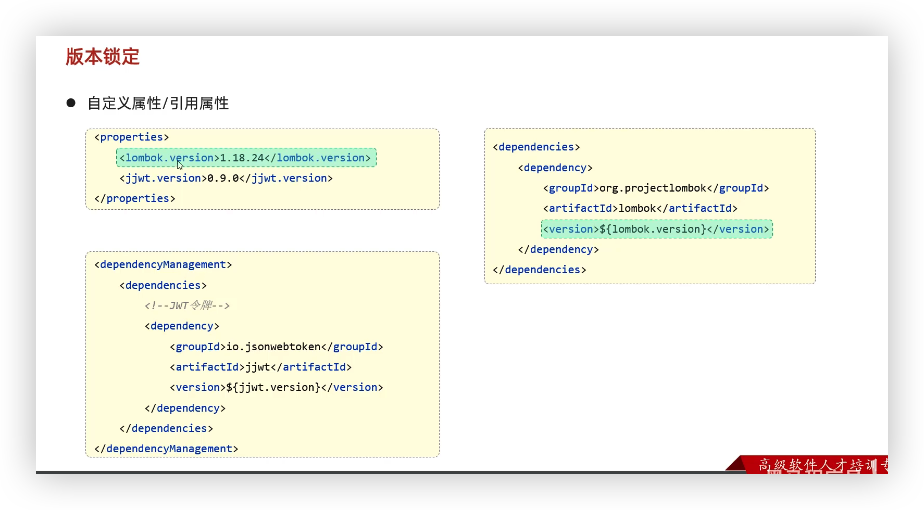 版本锁定
● 自定义属性/引用属性
<properties>
<lombok.version>1.18.24</lombok.version>
<jjwt.version>0.9.0</jjwt.version>
</properties>
<dependencyManagement>
<dependencies>
<!--JWT令牌-->
<dependency>
<groupId>io.jsonwebtoken</groupId>
<artifactId>jjwt</artifactId>
<version>${jjwt.version}</version>
</dependency>
</dependencies>
</dependencyManagement>
<dependencies>
<dependency>
<groupId>org.projectlombok</groupId>
<artifactId>lombok</artifactId>
<version>${lombok.version}</version>
</dependency>
</dependencies>
高级软件人才培训